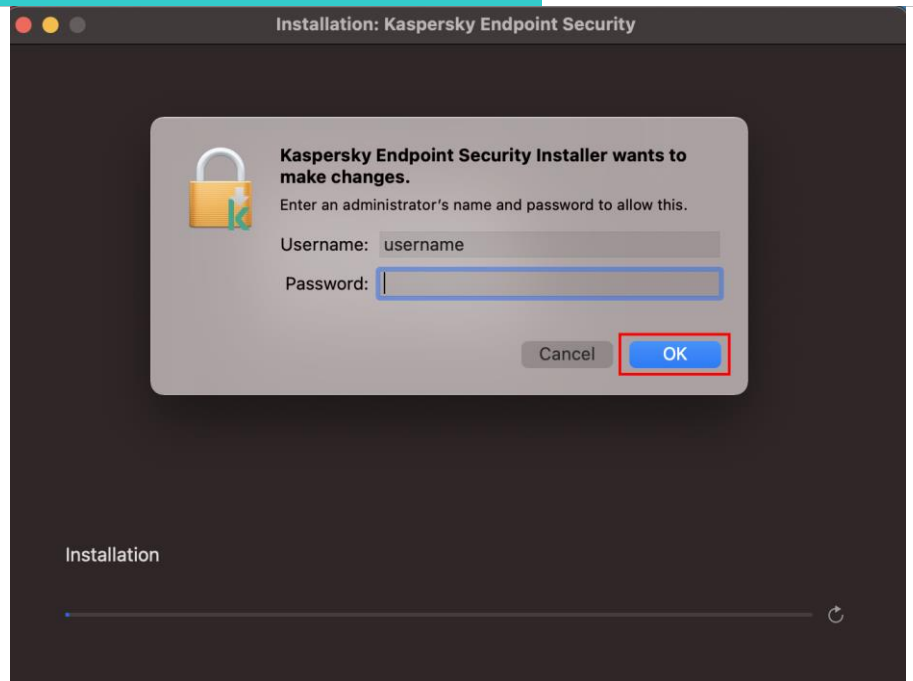 Installation: Kaspersky Endpoint Security
Kaspersky Endpoint Security Installer wants to
make changes.
Enter an administrator's name and password to allow this.
Username: username
Password:
Cancel OK
Installation